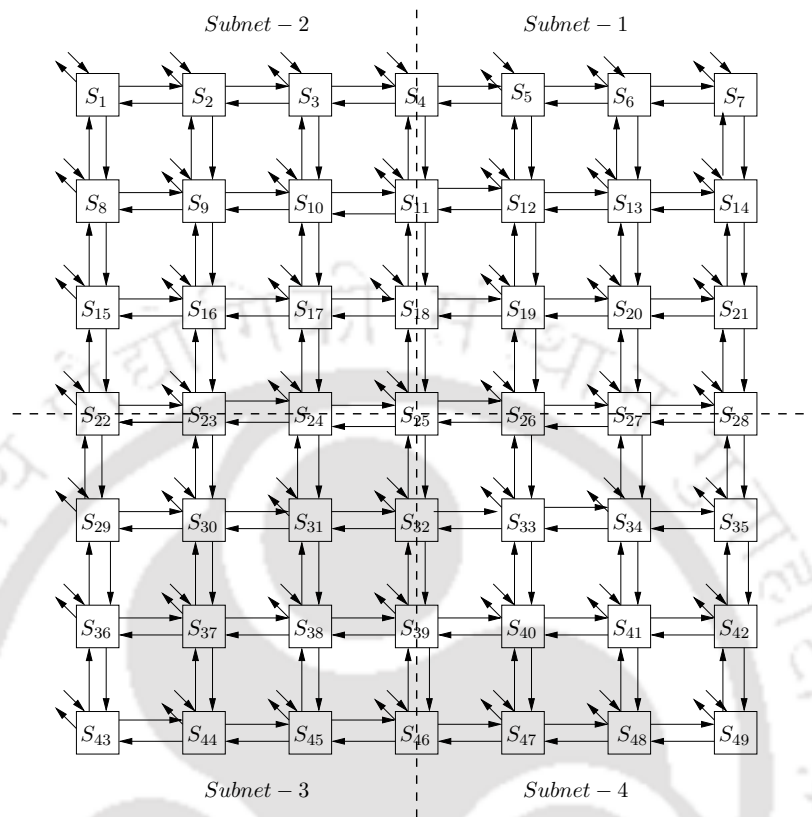 Subnet − 2 Subnet − 1
S1 S2 S3 S4 S5 S6 S7
S8 S9 S10 S11 S12 S13 S14
S15 S16 S17 S18 S19 S20 S21
S22 S23 S24 S25 S26 S27 S28
S29 S30 S31 S32 S33 S34 S35
S36 S37 S38 S39 S40 S41 S42
S43 S44 S45 S46 S47 S48 S49
Subnet − 3 Subnet − 4